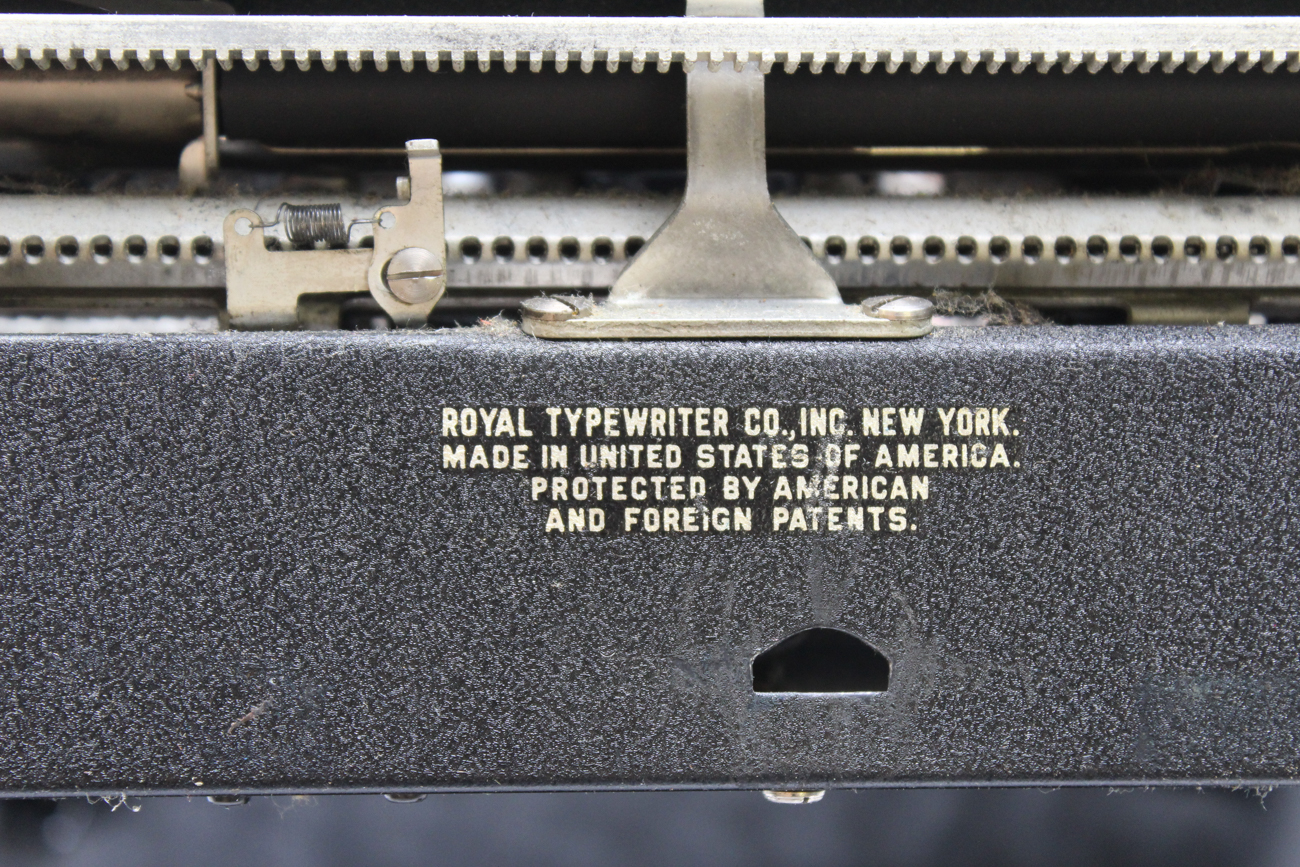 ROYAL TYPEWRITER CO., INC. NEW YORK.
MADE IN UNITED STATES OF AMERICA.
PROTECTED BY AMERICAN
AND FOREIGN PATENTS.